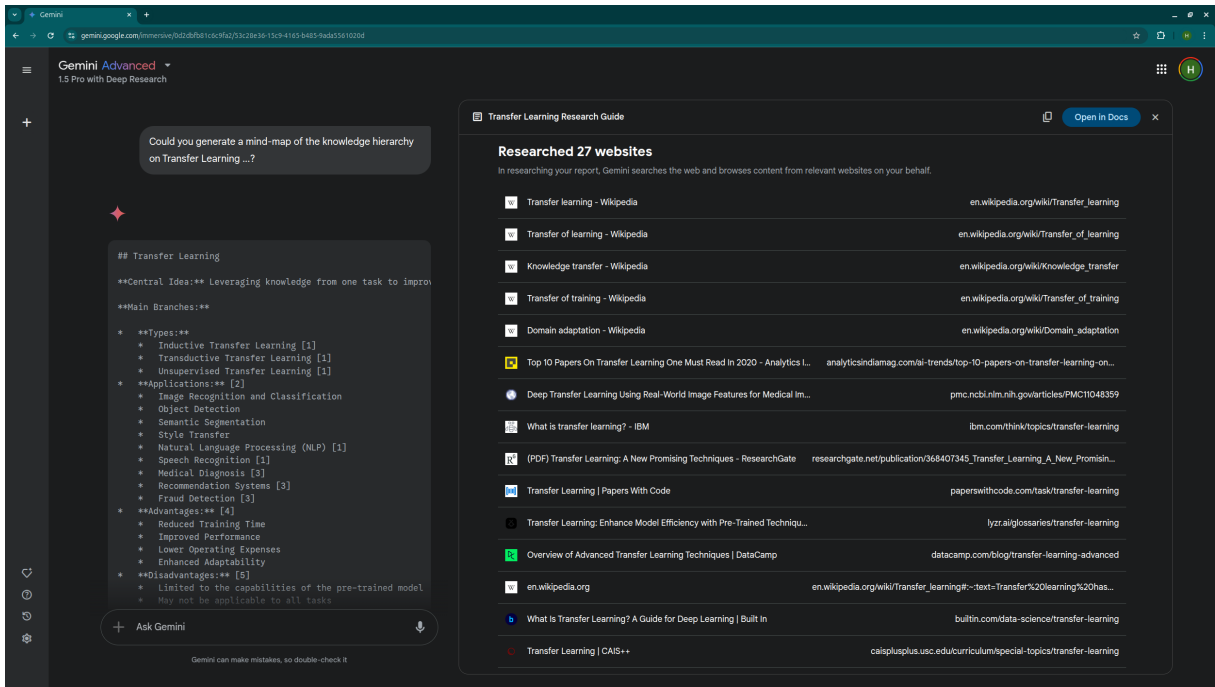 Gemini
gemini.google.com/immersive/0d2dbfb81c6c9fa2/53c28e36-15c9-4165-b485-9ada5561020d
H
Gemini Advanced
1.5 Pro with Deep Research
H
Could you generate a mind-map of the knowledge hierarchy
on Transfer Learning ...?
## Transfer Learning
**Central Idea:** Leveraging knowledge from one task to improv
**Main Branches:**
* **Types:**
* Inductive Transfer Learning [1]
* Transductive Transfer Learning [1]
* Unsupervised Transfer Learning [1]
* **Applications:** [2]
* Image Recognition and Classification
* Object Detection
* Semantic Segmentation
* Style Transfer
* Natural Language Processing (NLP) [1]
* Speech Recognition [1]
* Medical Diagnosis [3]
* Recommendation Systems [3]
* Fraud Detection [3]
* **Advantages:** [4]
* Reduced Training Time
* Improved Performance
* Lower Operating Expenses
* Enhanced Adaptability
* **Disadvantages:** [5]
* Limited to the capabilities of the pre-trained model
* May not be applicable to all tasks
Ask Gemini
Gemini can make mistakes, so double-check it
Transfer Learning Research Guide
Open in Docs
Researched 27 websites
In researching your report, Gemini searches the web and browses content from relevant websites on your behalf.
W Transfer learning - Wikipedia en.wikipedia.org/wiki/Transfer_learning
W Transfer of learning - Wikipedia en.wikipedia.org/wiki/Transfer_of_learning
W Knowledge transfer - Wikipedia en.wikipedia.org/wiki/Knowledge_transfer
W Transfer of training - Wikipedia en.wikipedia.org/wiki/Transfer_of_training
W Domain adaptation - Wikipedia en.wikipedia.org/wiki/Domain_adaptation
Top 10 Papers On Transfer Learning One Must Read In 2020 - Analytics I... analyticsindiamag.com/ai-trends/top-10-papers-on-transfer-learning-on...
Deep Transfer Learning Using Real-World Image Features for Medical Im... pmc.ncbi.nlm.nih.gov/articles/PMC11048359
What is transfer learning? - IBM ibm.com/think/topics/transfer-learning
(PDF) Transfer Learning: A New Promising Techniques - ResearchGate researchgate.net/publication/368407345_Transfer_Learning_A_New_Promisin...
Transfer Learning | Papers With Code paperswithcode.com/task/transfer-learning
Transfer Learning: Enhance Model Efficiency with Pre-Trained Techniqu... lyzr.ai/glossaries/transfer-learning
Overview of Advanced Transfer Learning Techniques | DataCamp datacamp.com/blog/transfer-learning-advanced
W en.wikipedia.org en.wikipedia.org/wiki/Transfer_learning#:~:text=Transfer%20learning%20has...
b What Is Transfer Learning? A Guide for Deep Learning | Built In builtin.com/data-science/transfer-learning
Transfer Learning | CAIS++ caisplusplus.usc.edu/curriculum/special-topics/transfer-learning